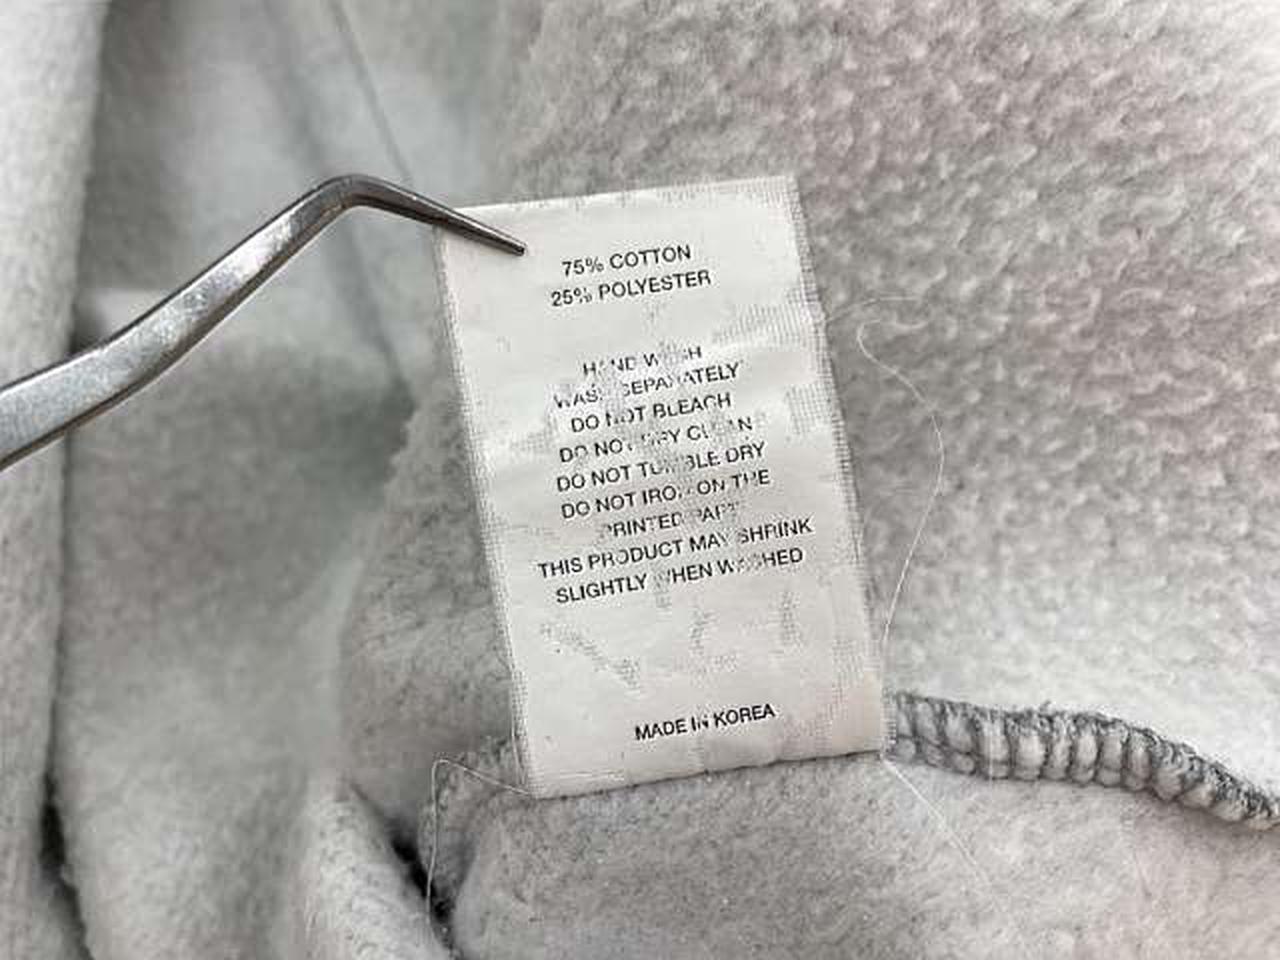 75% COTTON
25% POLYESTER
HAND WASH
WASH SEPARATELY
DO NOT BLEACH
DO NOT DRY CLEAN
DO NOT TUMBLE DRY
DO NOT IRON ON THE
PRINTED PART
THIS PRODUCT MAY SHRINK
SLIGHTLY WHEN WASHED
MADE IN KOREA